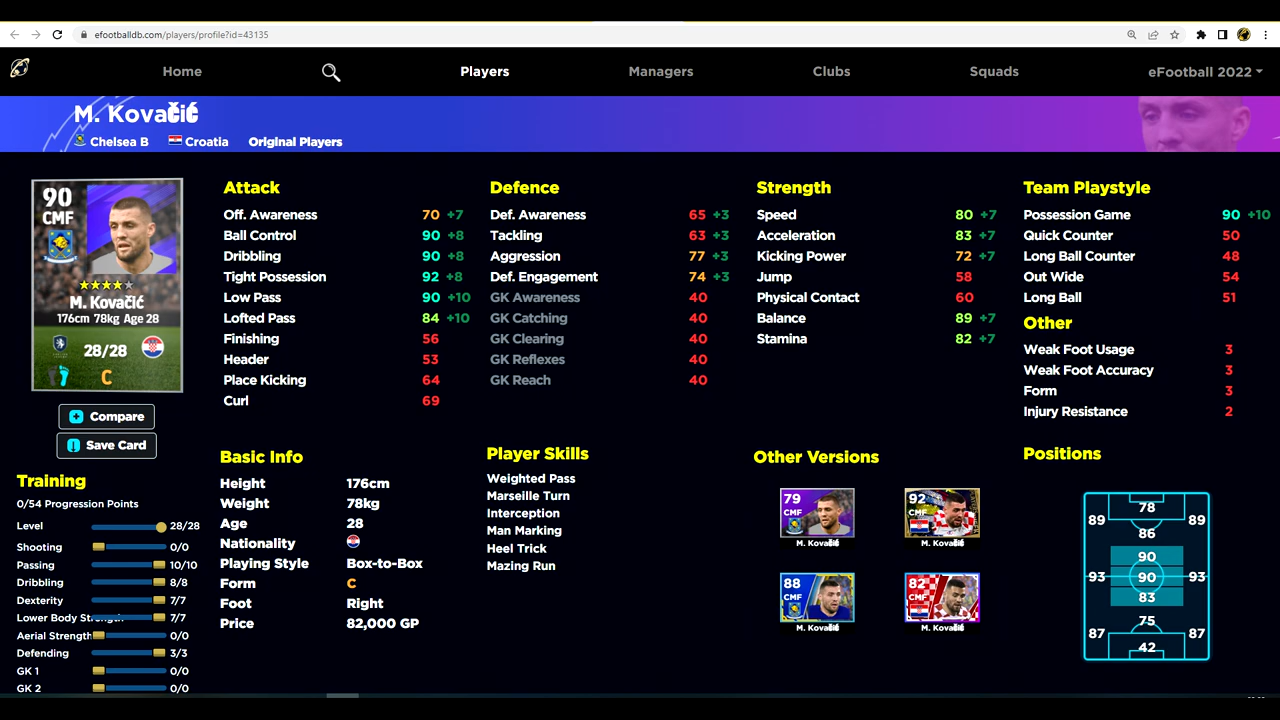 efootballdb.com/players/profile?id=43135
Home
Players
Managers
Clubs
Squads
eFootball 2022
M. Kovačić
Chelsea B
Croatia
Original Players
90
CMF
M. Kovačić
176cm 78kg Age 28
28/28
C
Compare
Save Card
Training
0/54 Progression Points
Level 28/28
Shooting 0/0
Passing 10/10
Dribbling 8/8
Dexterity 7/7
Lower Body Strength 7/7
Aerial Strength 0/0
Defending 3/3
GK 1 0/0
GK 2 0/0
Attack
Off. Awareness 70 +7
Ball Control 90 +8
Dribbling 90 +8
Tight Possession 92 +8
Low Pass 90 +10
Lofted Pass 84 +10
Finishing 56
Header 53
Place Kicking 64
Curl 69
Defence
Def. Awareness 65 +3
Tackling 63 +3
Aggression 77 +3
Def. Engagement 74 +3
GK Awareness 40
GK Catching 40
GK Clearing 40
GK Reflexes 40
GK Reach 40
Strength
Speed 80 +7
Acceleration 83 +7
Kicking Power 72 +7
Jump 58
Physical Contact 60
Balance 89 +7
Stamina 82 +7
Team Playstyle
Possession Game 90 +10
Quick Counter 50
Long Ball Counter 48
Out Wide 54
Long Ball 51
Other
Weak Foot Usage 3
Weak Foot Accuracy 3
Form 3
Injury Resistance 2
Basic Info
Height 176cm
Weight 78kg
Age 28
Nationality
Playing Style Box-to-Box
Form C
Foot Right
Price 82,000 GP
Player Skills
Weighted Pass
Marseille Turn
Interception
Man Marking
Heel Trick
Mazing Run
Other Versions
79
CMF
M. Kovačić
92
CMF
M. Kovačić
88
CMF
M. Kovačić
82
CMF
M. Kovačić
Positions
78
89 89
86
90
93 90 93
83
75
87 87
42